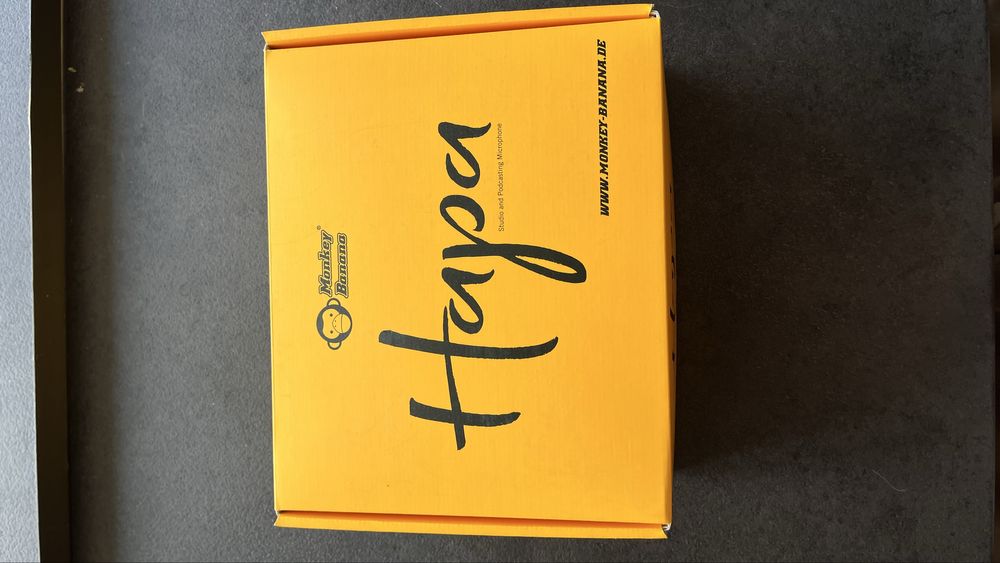 Monkey®
Banana
Hapa
Studio and Podcasting Microphone
WWW.MONKEY-BANANA.DE